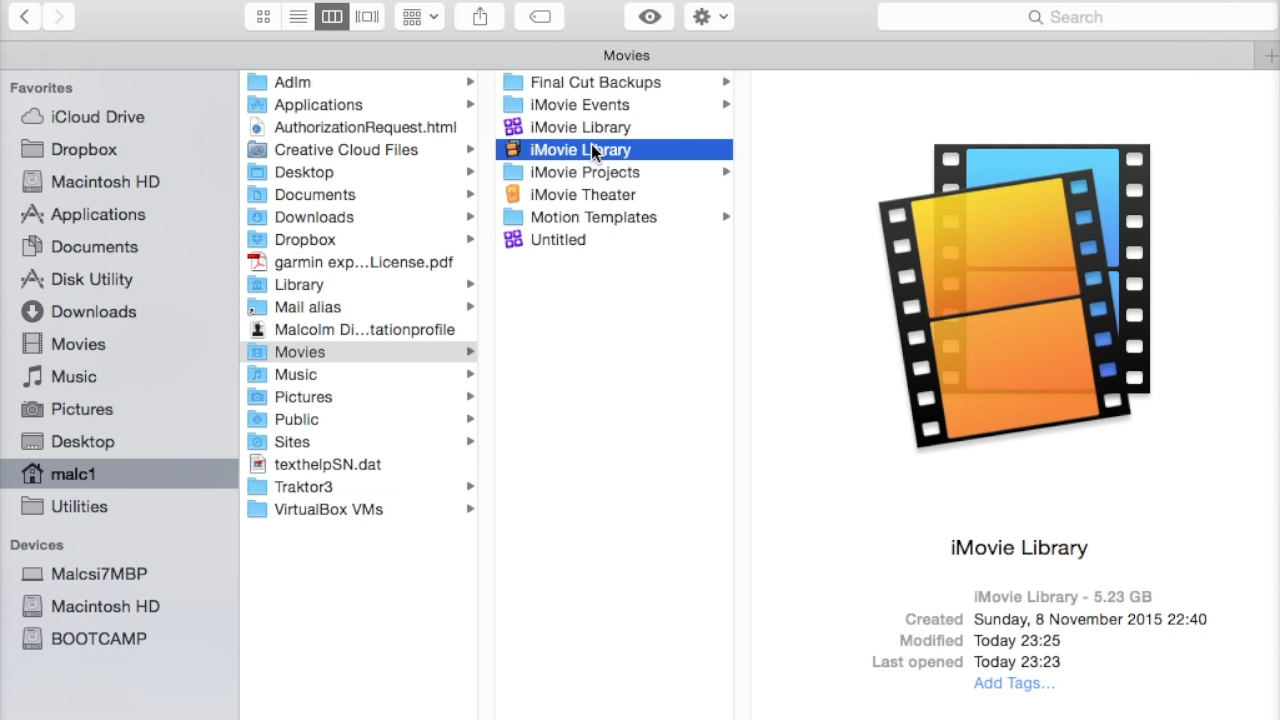 Search
Movies
Favorites
iCloud Drive
Dropbox
Macintosh HD
Applications
Documents
Disk Utility
Downloads
Movies
Music
Pictures
Desktop
malc1
Utilities
Devices
Malcsi7MBP
Macintosh HD
BOOTCAMP
Adlm
Applications
AuthorizationRequest.html
Creative Cloud Files
Desktop
Documents
Downloads
Dropbox
garmin exp...License.pdf
Library
Mail alias
Malcolm Di...tationprofile
Movies
Music
Pictures
Public
Sites
texthelpSN.dat
Traktor3
VirtualBox VMs
Final Cut Backups
iMovie Events
iMovie Library
iMovie Library
iMovie Projects
iMovie Theater
Motion Templates
Untitled
iMovie Library
iMovie Library - 5.23 GB
Created Sunday, 8 November 2015 22:40
Modified Today 23:25
Last opened Today 23:23
Add Tags...